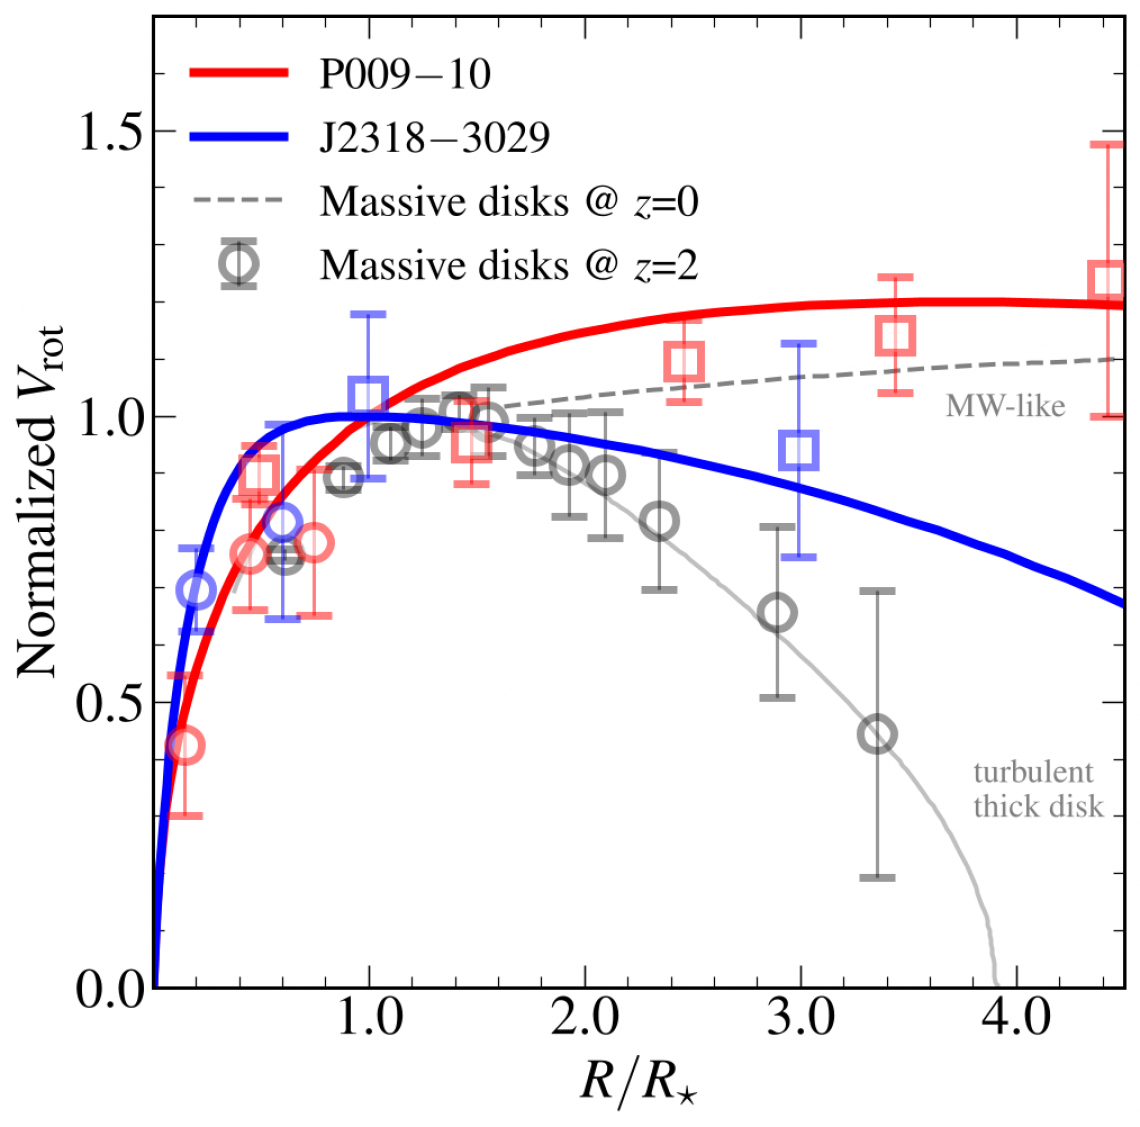 P009−10
J2318−3029
Massive disks @ z=0
Massive disks @ z=2
1.5
1.0
0.5
0.0
Normalized Vrot
MW-like
turbulent
thick disk
1.0 2.0 3.0 4.0
R/R⋆